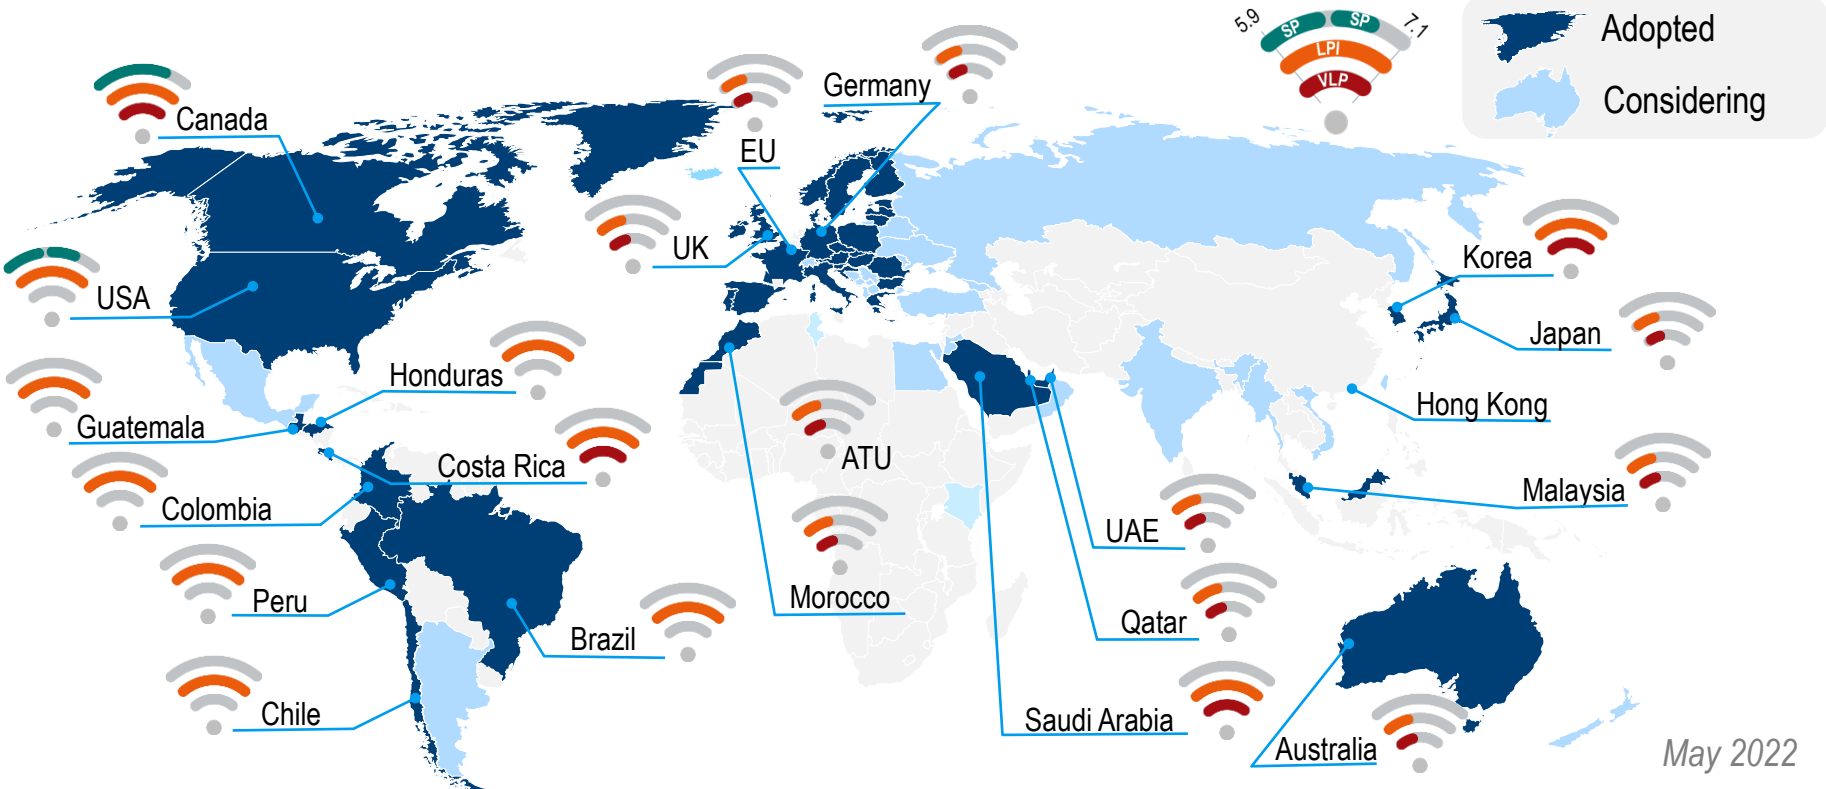 5.9
SP
SP
7.1
LPI
VLP
Adopted
Considering
Canada
Germany
EU
UK
USA
Korea
Japan
Honduras
Guatemala
Hong Kong
Costa Rica
ATU
Colombia
Malaysia
UAE
Peru
Morocco
Qatar
Brazil
Chile
Saudi Arabia
Australia
May 2022